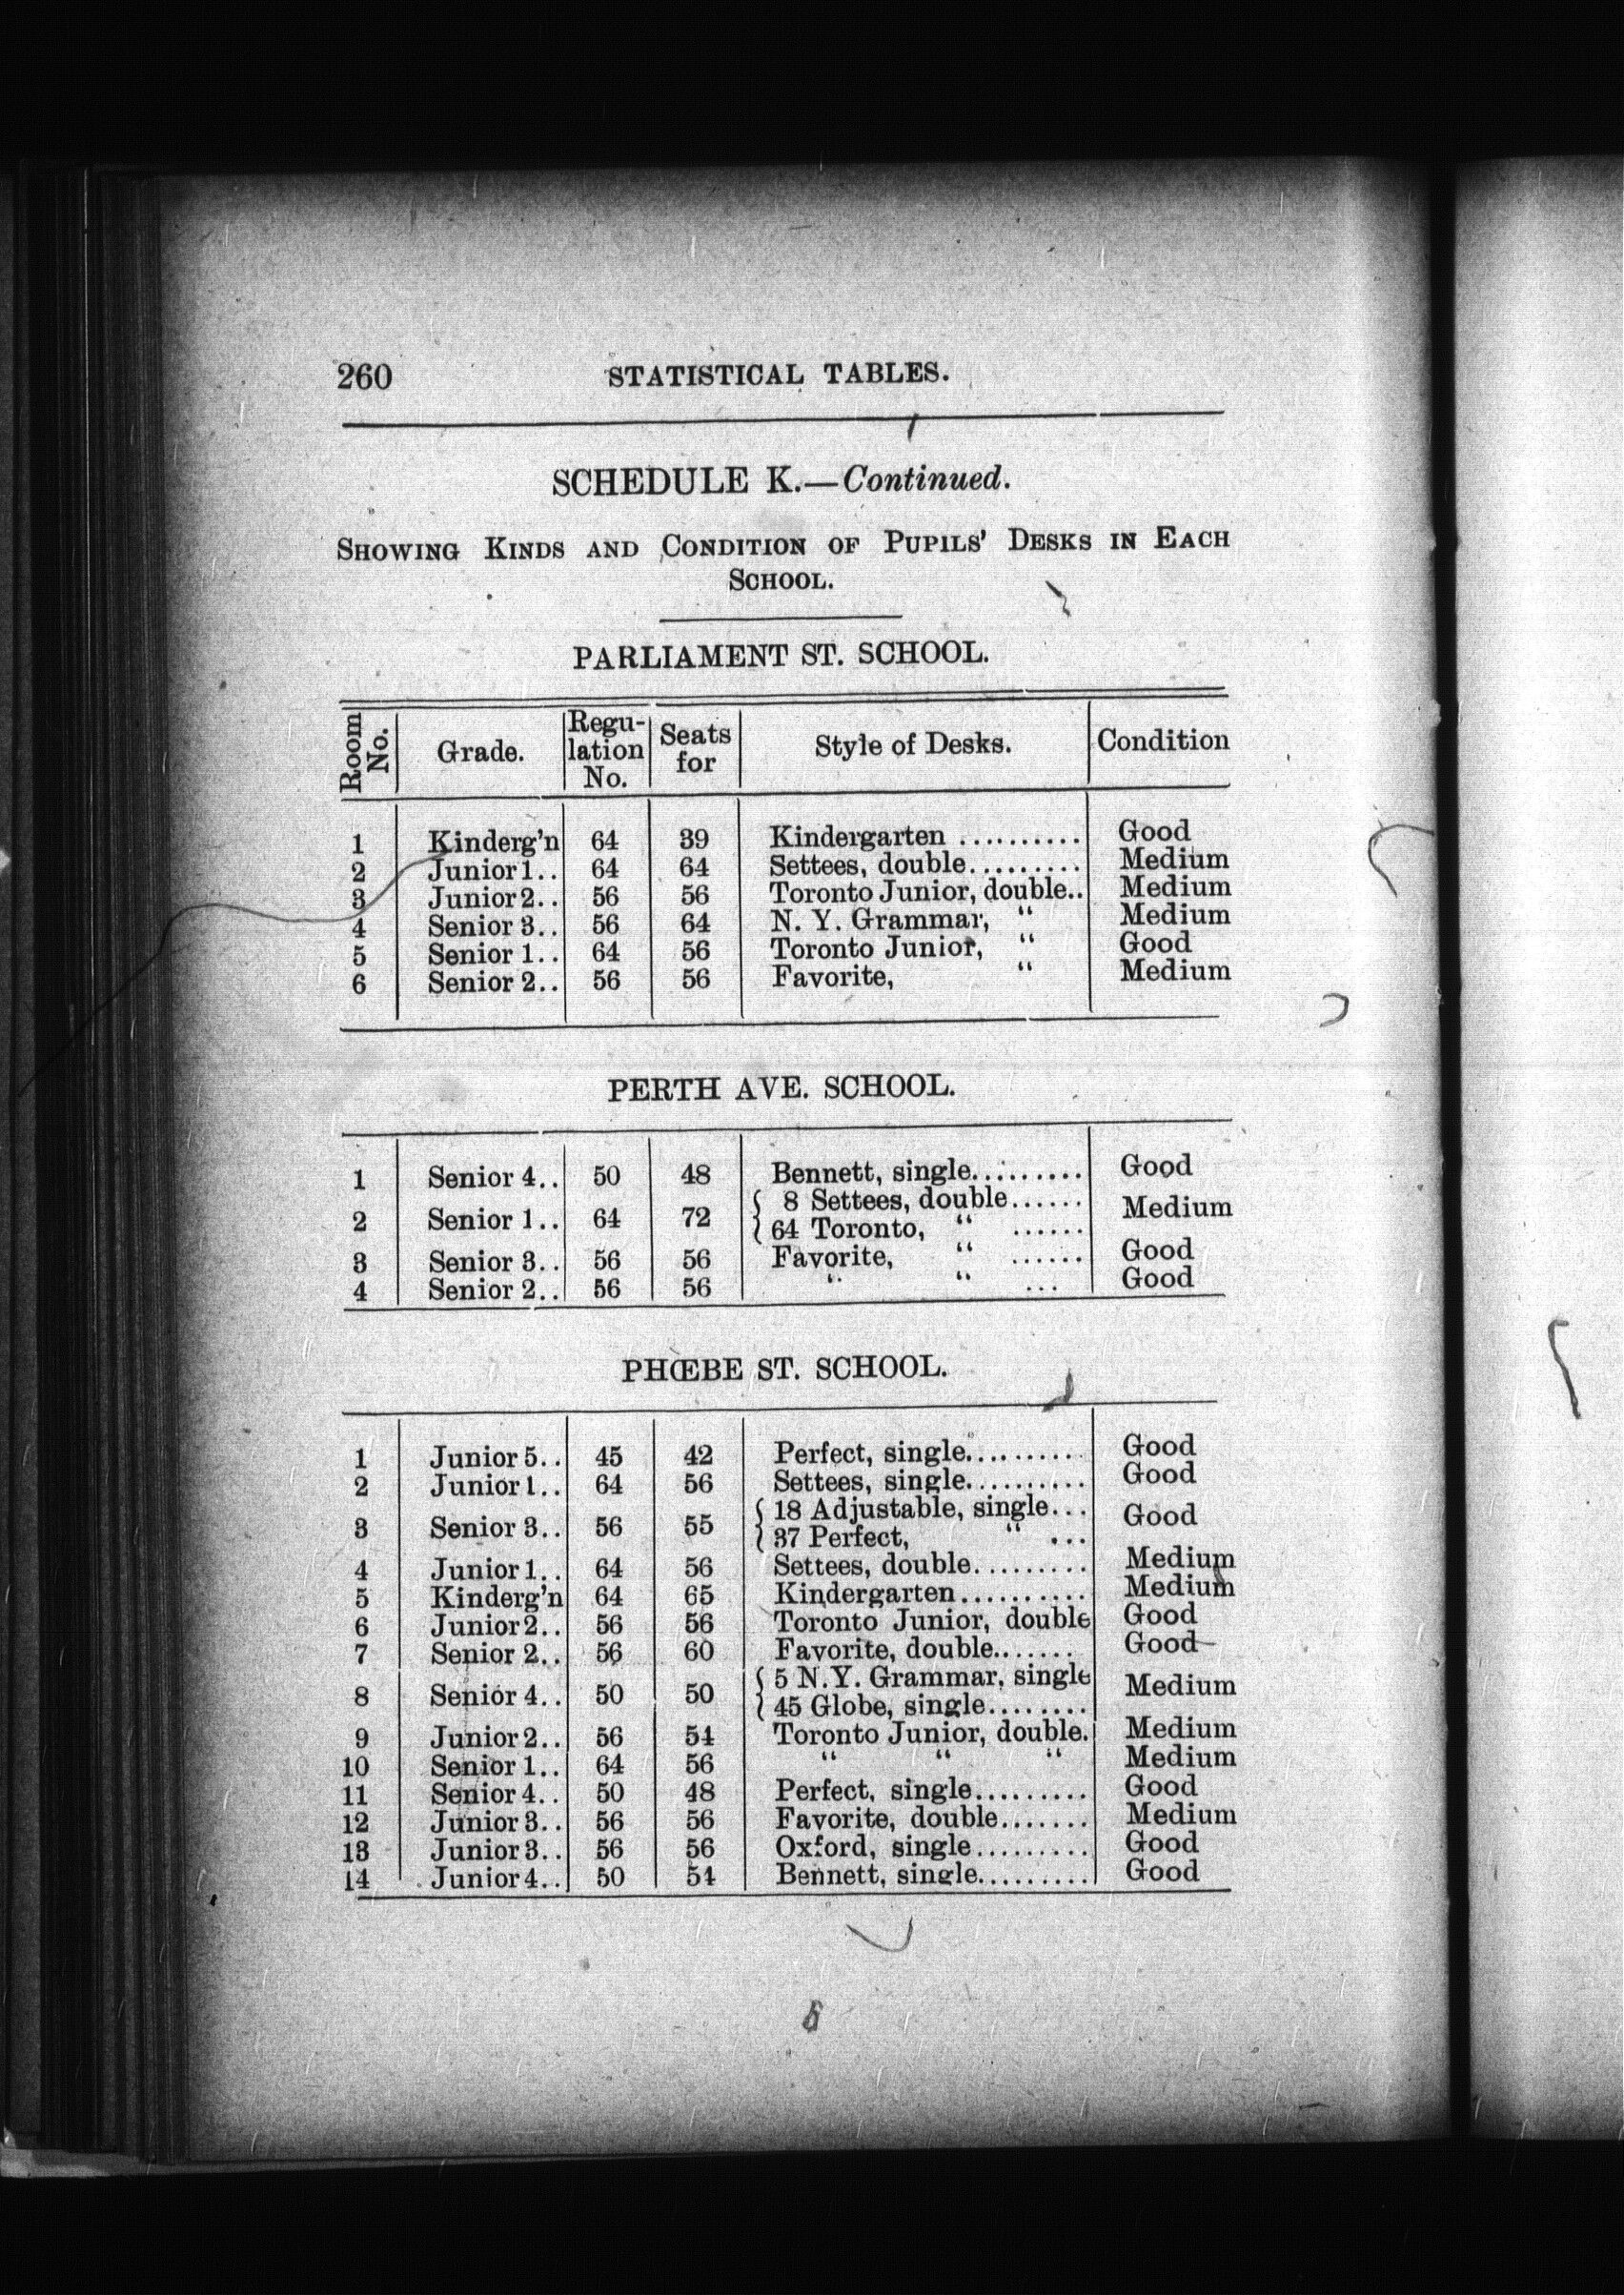 260 STATISTICAL TABLES.
SCHEDULE K.—Continued.
SHOWING KINDS AND CONDITION OF PUPILS' DESKS IN EACH
SCHOOL.
PARLIAMENT ST. SCHOOL.
Room No. Grade. Regu-lation No. Seats for Style of Desks. Condition
1 Kinderg'n 64 39 Kindergarten .......... Good
2 Junior 1.. 64 64 Settees, double......... Medium
3 Junior 2.. 56 56 Toronto Junior, double.. Medium
4 Senior 3.. 56 64 N. Y. Grammar, " Medium
5 Senior 1.. 64 56 Toronto Junior, " Good
6 Senior 2.. 56 56 Favorite, " Medium
PERTH AVE. SCHOOL.
1 Senior 4.. 50 48 Bennett, single......... Good
2 Senior 1.. 64 72 { 8 Settees, double...... Medium
64 Toronto, " ......
3 Senior 3.. 56 56 Favorite, " ...... Good
4 Senior 2.. 56 56 " " ... Good
PHŒBE ST. SCHOOL.
1 Junior 5.. 45 42 Perfect, single.......... Good
2 Junior 1.. 64 56 Settees, single.......... Good
3 Senior 3.. 56 55 { 18 Adjustable, single... Good
37 Perfect, " ...
4 Junior 1.. 64 56 Settees, double......... Medium
5 Kinderg'n 64 65 Kindergarten.......... Medium
6 Junior 2.. 56 56 Toronto Junior, double Good
7 Senior 2.. 56 60 Favorite, double....... Good
8 Senior 4.. 50 50 { 5 N.Y. Grammar, single Medium
45 Globe, single........
9 Junior 2.. 56 54 Toronto Junior, double. Medium
10 Senior 1.. 64 56 " " " Medium
11 Senior 4.. 50 48 Perfect, single......... Good
12 Junior 3.. 56 56 Favorite, double....... Medium
13 Junior 3.. 56 56 Oxford, single......... Good
14 Junior 4.. 50 54 Bennett, single......... Good